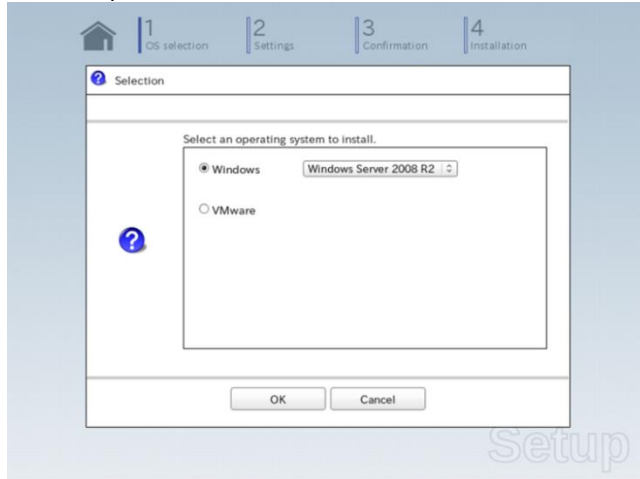 1
OS selection
2
Settings
3
Confirmation
4
Installation
Selection
Select an operating system to install.
Windows
Windows Server 2008 R2
VMware
OK
Cancel
Setup